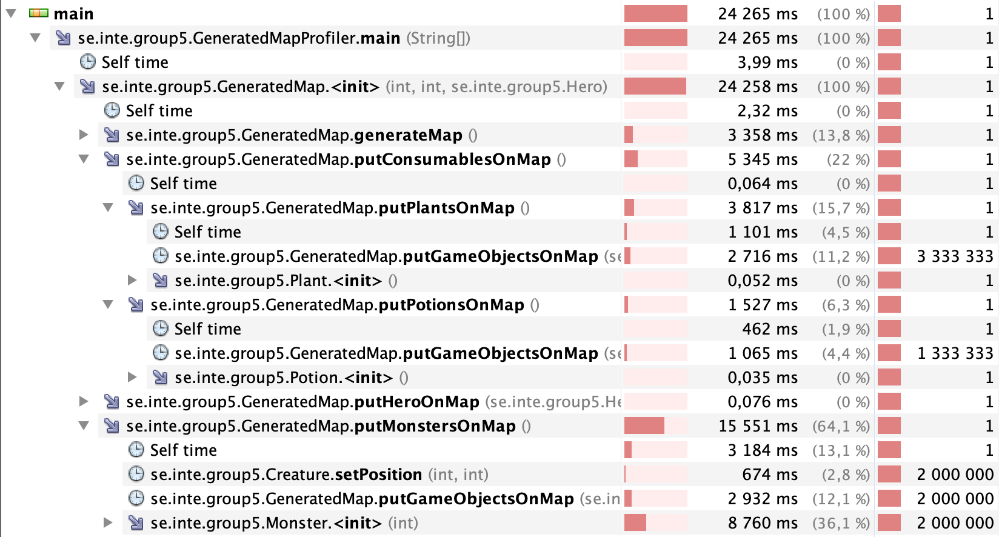 main 24 265 ms (100 %) 1
se.inte.group5.GeneratedMapProfiler.main (String[]) 24 265 ms (100 %) 1
Self time 3,99 ms (0 %) 1
se.inte.group5.GeneratedMap.<init> (int, int, se.inte.group5.Hero) 24 258 ms (100 %) 1
Self time 2,32 ms (0 %) 1
se.inte.group5.GeneratedMap.generateMap () 3 358 ms (13,8 %) 1
se.inte.group5.GeneratedMap.putConsumablesOnMap () 5 345 ms (22 %) 1
Self time 0,064 ms (0 %) 1
se.inte.group5.GeneratedMap.putPlantsOnMap () 3 817 ms (15,7 %) 1
Self time 1 101 ms (4,5 %) 1
se.inte.group5.GeneratedMap.putGameObjectsOnMap (se 2 716 ms (11,2 %) 3 333 333
se.inte.group5.Plant.<init> () 0,052 ms (0 %) 1
se.inte.group5.GeneratedMap.putPotionsOnMap () 1 527 ms (6,3 %) 1
Self time 462 ms (1,9 %) 1
se.inte.group5.GeneratedMap.putGameObjectsOnMap (se 1 065 ms (4,4 %) 1 333 333
se.inte.group5.Potion.<init> () 0,035 ms (0 %) 1
se.inte.group5.GeneratedMap.putHeroOnMap (se.inte.group5.He 0,076 ms (0 %) 1
se.inte.group5.GeneratedMap.putMonstersOnMap () 15 551 ms (64,1 %) 1
Self time 3 184 ms (13,1 %) 1
se.inte.group5.Creature.setPosition (int, int) 674 ms (2,8 %) 2 000 000
se.inte.group5.GeneratedMap.putGameObjectsOnMap (se.in 2 932 ms (12,1 %) 2 000 000
se.inte.group5.Monster.<init> (int) 8 760 ms (36,1 %) 2 000 000